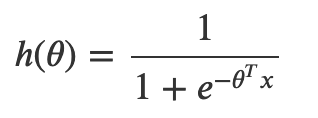 h(θ) = 1 / (1 + e^{-θ^T x})